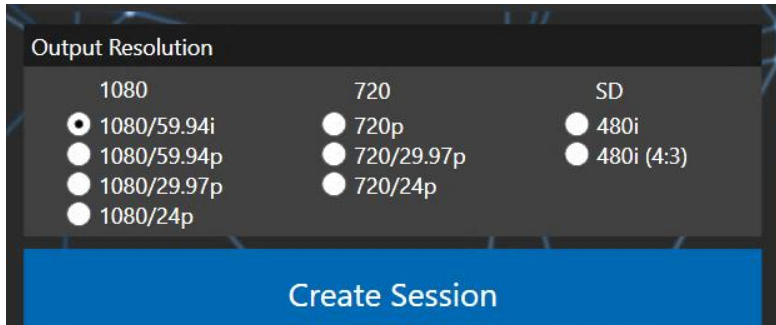 Output Resolution
1080 720 SD
1080/59.94i 720p 480i
1080/59.94p 720/29.97p 480i (4:3)
1080/29.97p 720/24p
1080/24p
Create Session